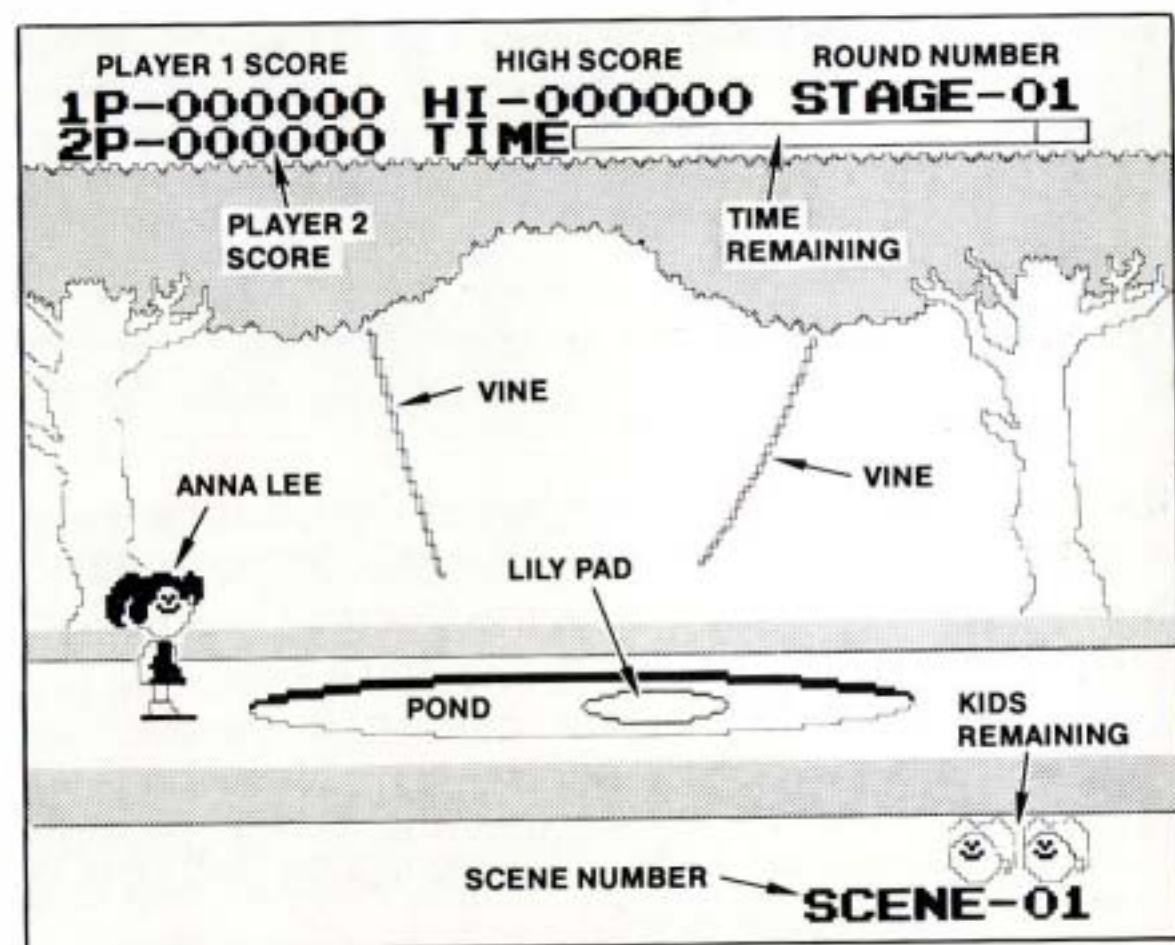 PLAYER 1 SCORE HIGH SCORE ROUND NUMBER
1P-000000 HI-000000 STAGE-01
2P-000000 TIME
PLAYER 2
SCORE
TIME
REMAINING
VINE
VINE
ANNA LEE
LILY PAD
POND
KIDS
REMAINING
SCENE NUMBER
SCENE-01